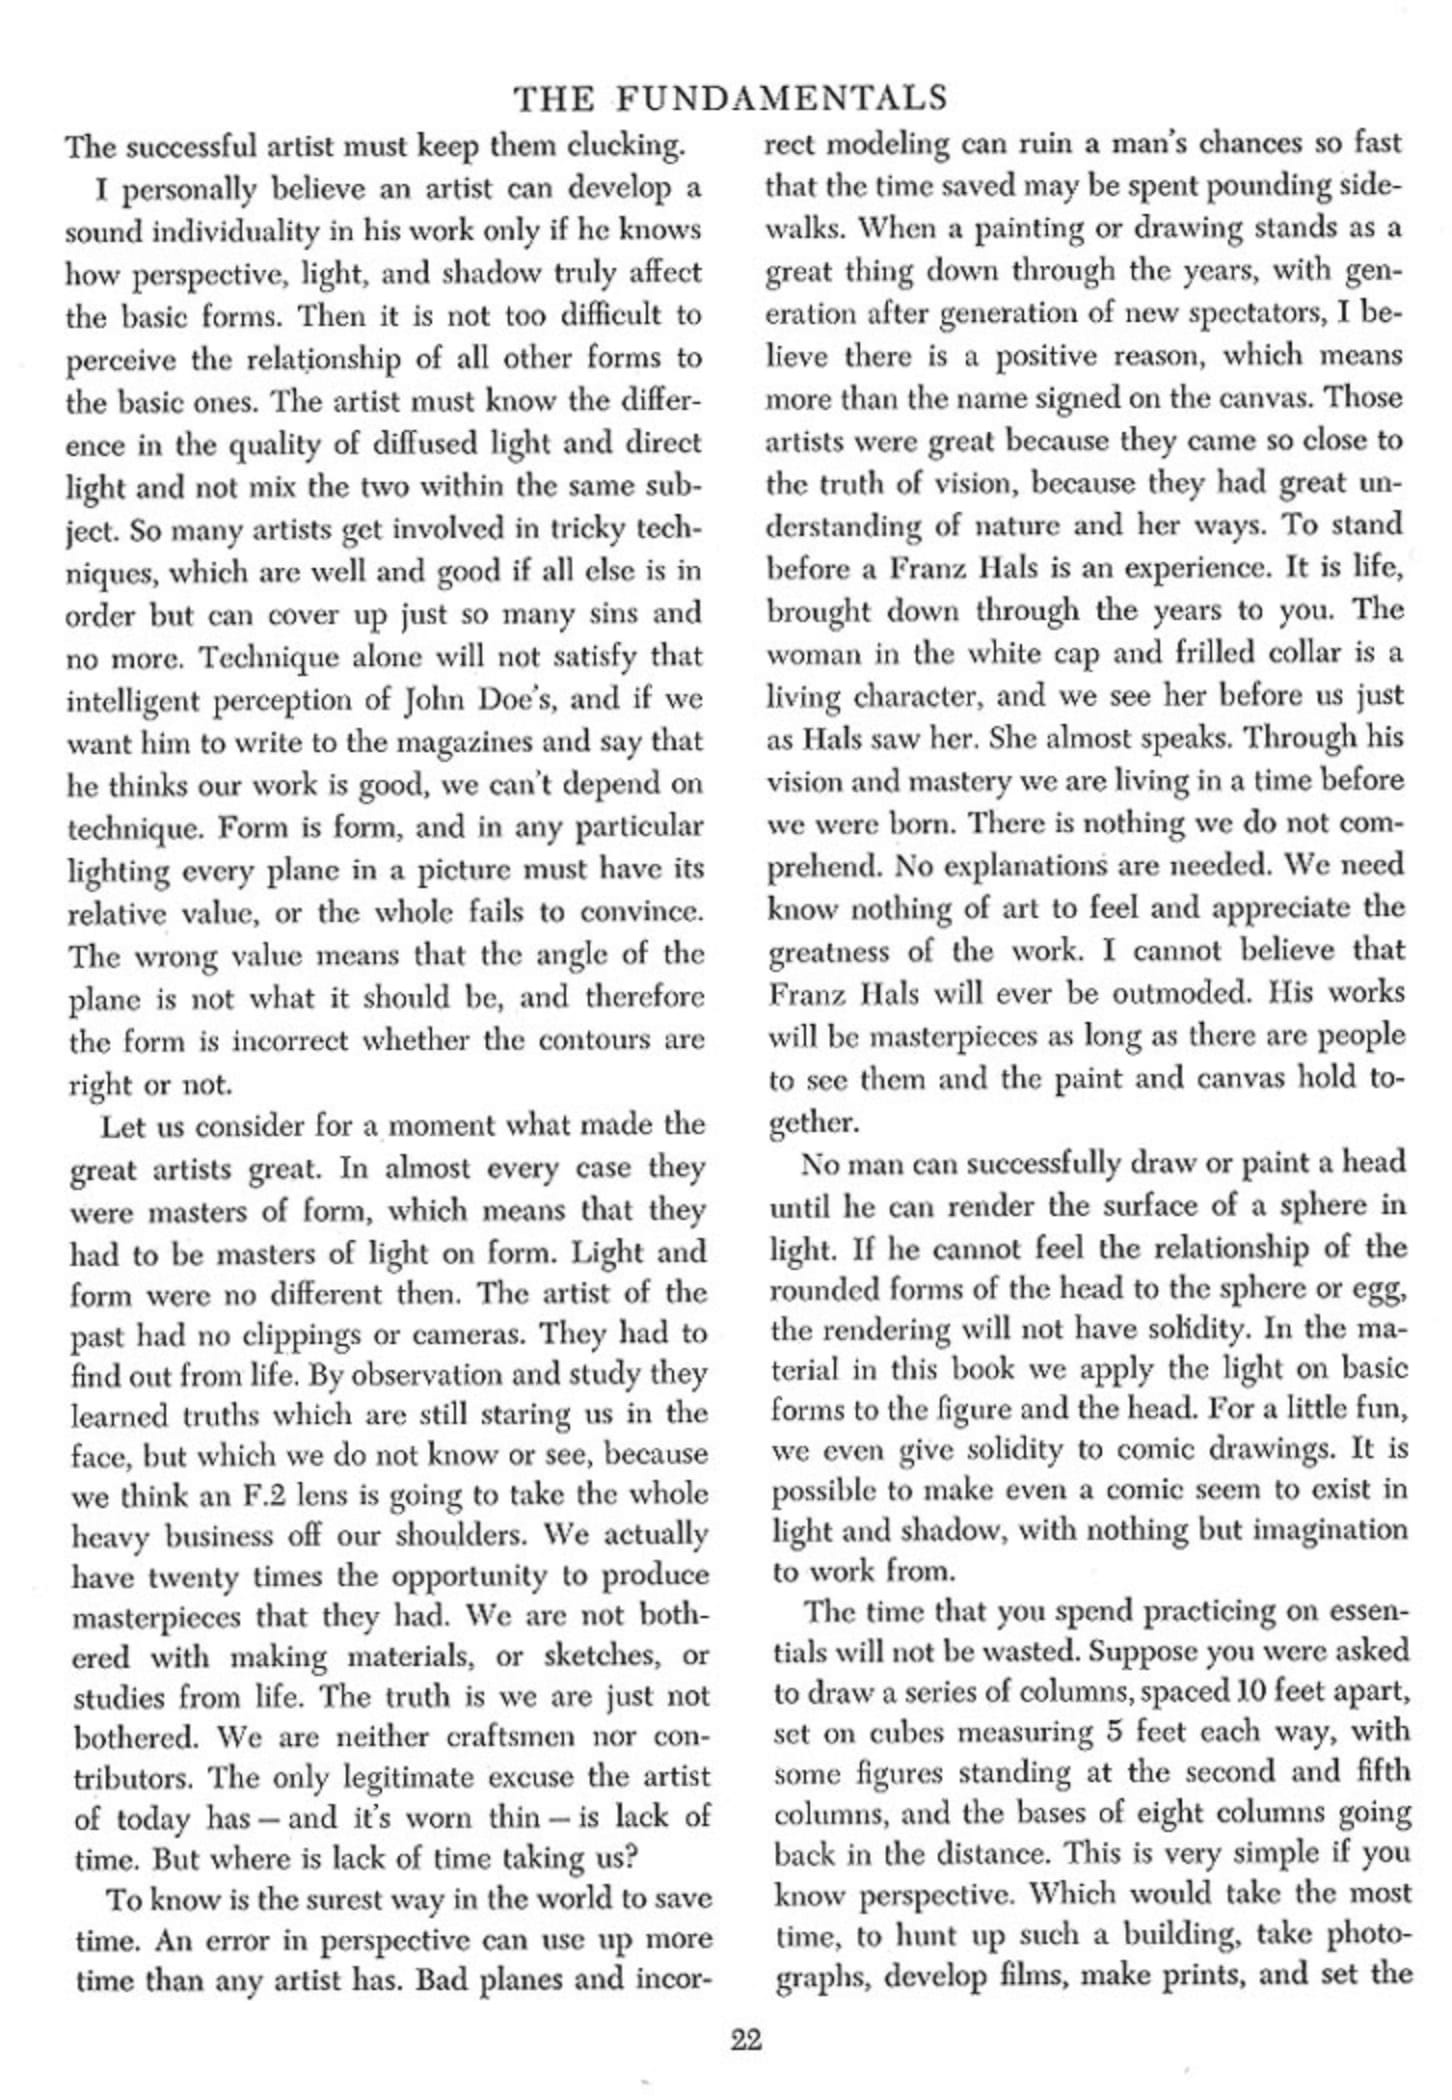 THE FUNDAMENTALS
The successful artist must keep them clucking.
I personally believe an artist can develop a
sound individuality in his work only if he knows
how perspective, light, and shadow truly affect
the basic forms. Then it is not too difficult to
perceive the relationship of all other forms to
the basic ones. The artist must know the differ-
ence in the quality of diffused light and direct
light and not mix the two within the same sub-
ject. So many artists get involved in tricky tech-
niques, which are well and good if all else is in
order but can cover up just so many sins and
no more. Technique alone will not satisfy that
intelligent perception of John Doe's, and if we
want him to write to the magazines and say that
he thinks our work is good, we can't depend on
technique. Form is form, and in any particular
lighting every plane in a picture must have its
relative value, or the whole fails to convince.
The wrong value means that the angle of the
plane is not what it should be, and therefore
the form is incorrect whether the contours are
right or not.
Let us consider for a moment what made the
great artists great. In almost every case they
were masters of form, which means that they
had to be masters of light on form. Light and
form were no different then. The artist of the
past had no clippings or cameras. They had to
find out from life. By observation and study they
learned truths which are still staring us in the
face, but which we do not know or see, because
we think an F.2 lens is going to take the whole
heavy business off our shoulders. We actually
have twenty times the opportunity to produce
masterpieces that they had. We are not both-
ered with making materials, or sketches, or
studies from life. The truth is we are just not
bothered. We are neither craftsmen nor con-
tributors. The only legitimate excuse the artist
of today has — and it's worn thin — is lack of
time. But where is lack of time taking us?
To know is the surest way in the world to save
time. An error in perspective can use up more
time than any artist has. Bad planes and incor-
rect modeling can ruin a man's chances so fast
that the time saved may be spent pounding side-
walks. When a painting or drawing stands as a
great thing down through the years, with gen-
eration after generation of new spectators, I be-
lieve there is a positive reason, which means
more than the name signed on the canvas. Those
artists were great because they came so close to
the truth of vision, because they had great un-
derstanding of nature and her ways. To stand
before a Franz Hals is an experience. It is life,
brought down through the years to you. The
woman in the white cap and frilled collar is a
living character, and we see her before us just
as Hals saw her. She almost speaks. Through his
vision and mastery we are living in a time before
we were born. There is nothing we do not com-
prehend. No explanations are needed. We need
know nothing of art to feel and appreciate the
greatness of the work. I cannot believe that
Franz Hals will ever be outmoded. His works
will be masterpieces as long as there are people
to see them and the paint and canvas hold to-
gether.
No man can successfully draw or paint a head
until he can render the surface of a sphere in
light. If he cannot feel the relationship of the
rounded forms of the head to the sphere or egg,
the rendering will not have solidity. In the ma-
terial in this book we apply the light on basic
forms to the figure and the head. For a little fun,
we even give solidity to comic drawings. It is
possible to make even a comic seem to exist in
light and shadow, with nothing but imagination
to work from.
The time that you spend practicing on essen-
tials will not be wasted. Suppose you were asked
to draw a series of columns, spaced 10 feet apart,
set on cubes measuring 5 feet each way, with
some figures standing at the second and fifth
columns, and the bases of eight columns going
back in the distance. This is very simple if you
know perspective. Which would take the most
time, to hunt up such a building, take photo-
graphs, develop films, make prints, and set the
22